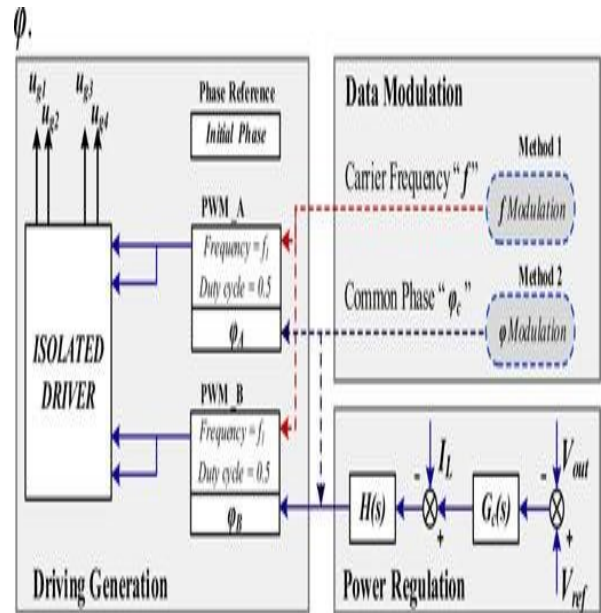 φ.
u_g1
u_g2
u_g3
u_g4
Phase Reference
Initial Phase
PWM_A
Frequency = f_1
Duty cycle = 0.5
φ_A
ISOLATED
DRIVER
PWM_B
Frequency = f_1
Duty cycle = 0.5
φ_B
Driving Generation
Data Modulation
Method 1
Carrier Frequency “f”
f Modulation
Method 2
Common Phase “φ_c”
φ Modulation
- I_L
- V_out
H(s)
G_c(s)
+
+
V_ref
Power Regulation